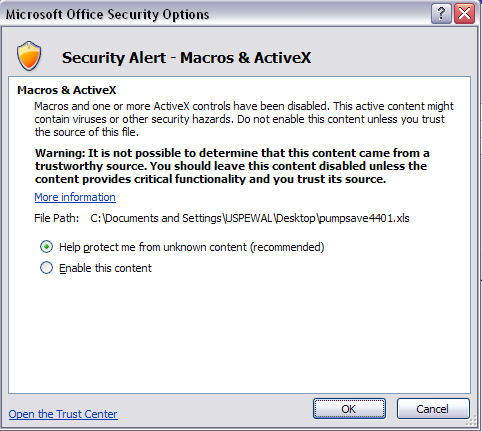 Microsoft Office Security Options
Security Alert - Macros & ActiveX
Macros & ActiveX
Macros and one or more ActiveX controls have been disabled. This active content might
contain viruses or other security hazards. Do not enable this content unless you trust
the source of this file.
Warning: It is not possible to determine that this content came from a
trustworthy source. You should leave this content disabled unless the
content provides critical functionality and you trust its source.
More information
File Path: C:\Documents and Settings\USPEWAL\Desktop\pumpsave4401.xls
Help protect me from unknown content (recommended)
Enable this content
Open the Trust Center
OK
Cancel